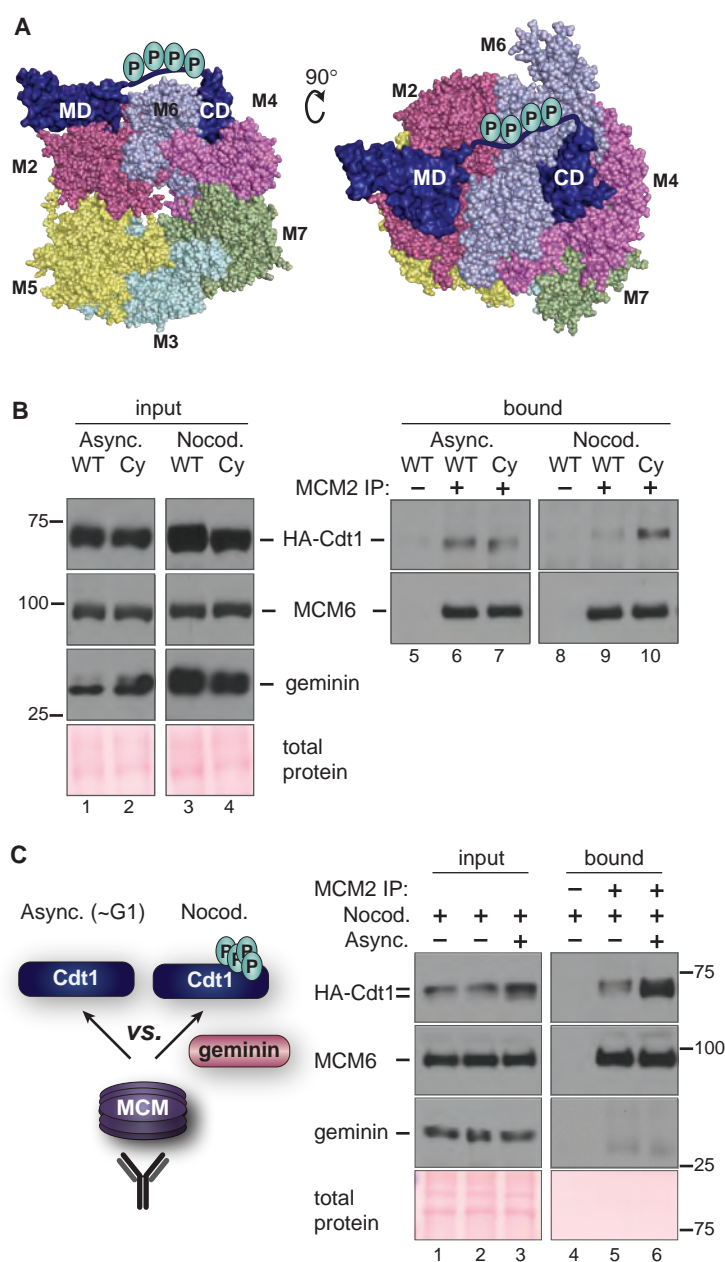 A
P P P P
M6
MD
M6
CD
M4
M2
M7
M5
M3
90°
M2
P P P P
MD
CD
M4
M7
B
input
bound
Async.
Nocod.
Async.
Nocod.
WT Cy WT Cy
WT WT Cy WT WT Cy
MCM2 IP: – + + – + +
75
HA-Cdt1
100
MCM6
5 6 7 8 9 10
geminin
25
total
protein
1 2 3 4
C
input
bound
MCM2 IP: – + +
Async. (~G1) Nocod.
Nocod. + + + + + +
Async. – – + – – +
P P P P
Cdt1
Cdt1
vs.
geminin
MCM
75
HA-Cdt1
100
MCM6
geminin
25
total
protein
75
1 2 3 4 5 6